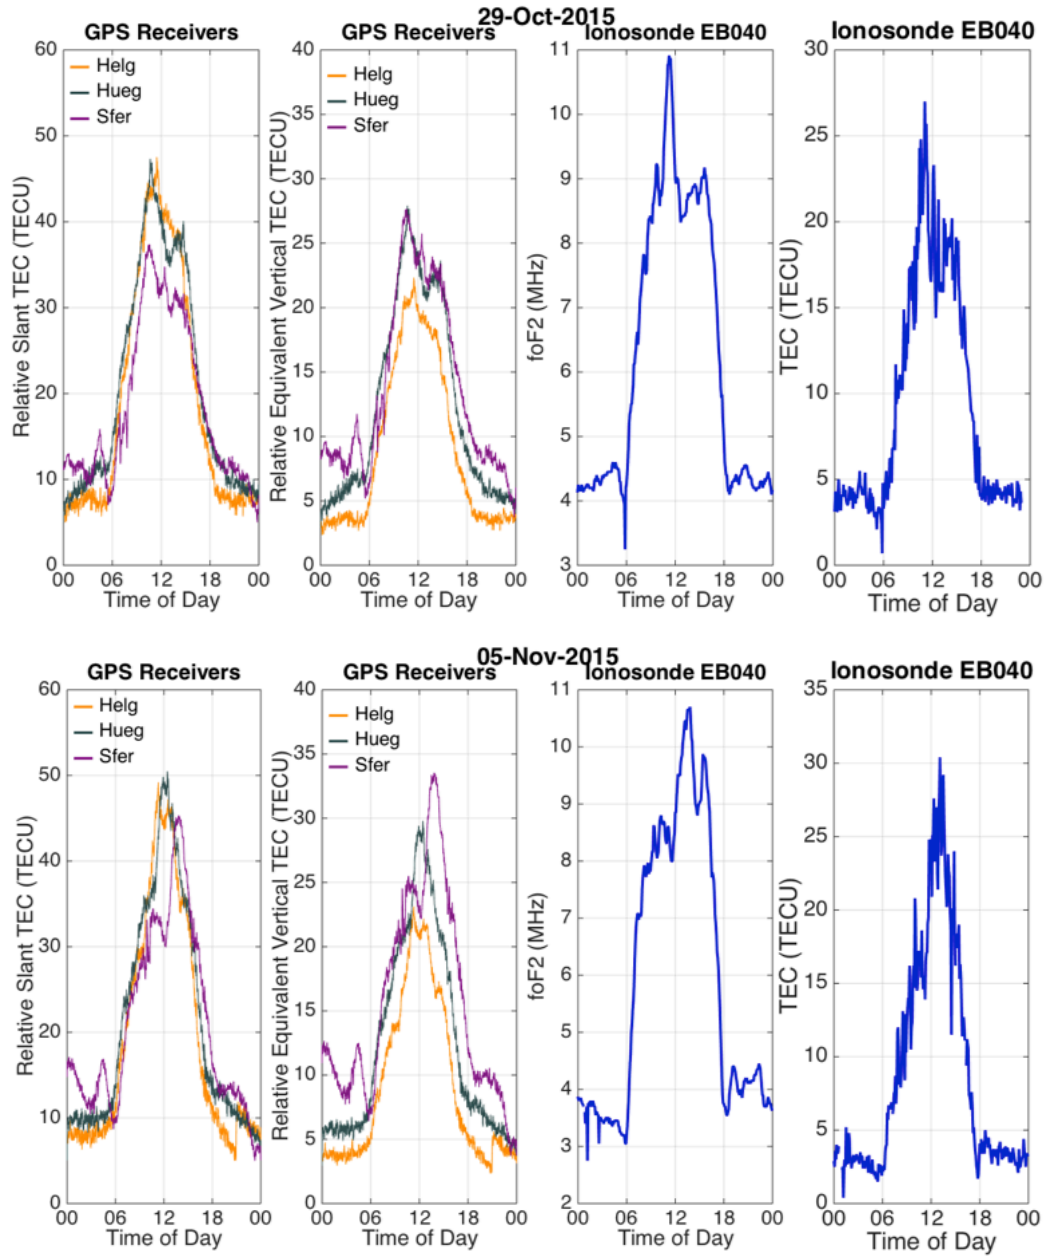 29-Oct-2015
GPS Receivers
GPS Receivers
Ionosonde EB040
Ionosonde EB040
Relative Slant TEC (TECU)
60
50
40
30
20
10
0
Helg
Hueg
Sfer
00 06 12 18 00
Time of Day
Relative Equivalent Vertical TEC (TECU)
40
35
30
25
20
15
10
5
0
Helg
Hueg
Sfer
00 06 12 18 00
Time of Day
foF2 (MHz)
11
10
9
8
7
6
5
4
3
00 06 12 18 00
Time of Day
TEC (TECU)
30
25
20
15
10
5
0
00 06 12 18 00
Time of Day
05-Nov-2015
GPS Receivers
GPS Receivers
Ionosonde EB040
Ionosonde EB040
Relative Slant TEC (TECU)
60
50
40
30
20
10
0
Helg
Hueg
Sfer
00 06 12 18 00
Time of Day
Relative Equivalent Vertical TEC (TECU)
40
35
30
25
20
15
10
5
0
Helg
Hueg
Sfer
00 06 12 18 00
Time of Day
foF2 (MHz)
11
10
9
8
7
6
5
4
3
2
00 06 12 18 00
Time of Day
TEC (TECU)
35
30
25
20
15
10
5
0
00 06 12 18 00
Time of Day